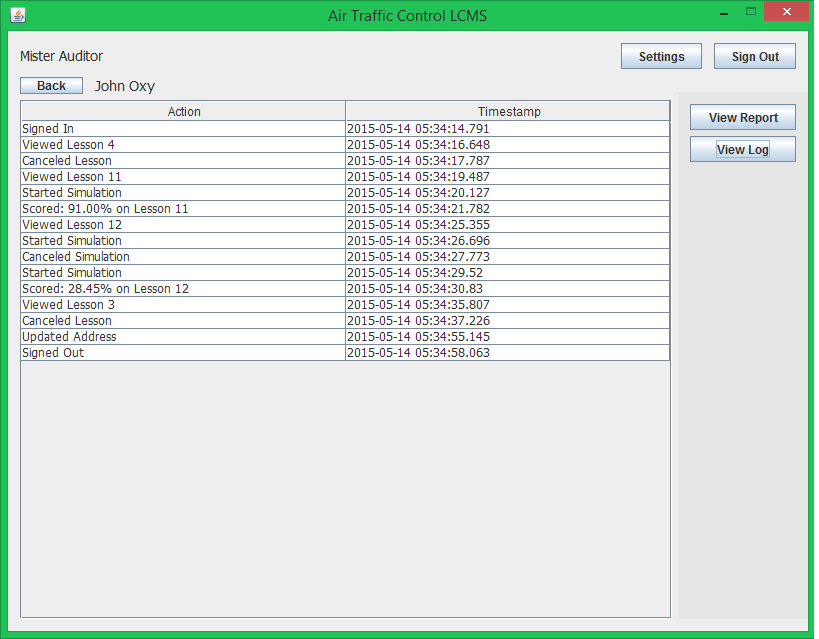 Air Traffic Control LCMS
Mister Auditor
Settings
Sign Out
Back
John Oxy
Action Timestamp
Signed In 2015-05-14 05:34:14.791
Viewed Lesson 4 2015-05-14 05:34:16.648
Canceled Lesson 2015-05-14 05:34:17.787
Viewed Lesson 11 2015-05-14 05:34:19.487
Started Simulation 2015-05-14 05:34:20.127
Scored: 91.00% on Lesson 11 2015-05-14 05:34:21.782
Viewed Lesson 12 2015-05-14 05:34:25.355
Started Simulation 2015-05-14 05:34:26.696
Canceled Simulation 2015-05-14 05:34:27.773
Started Simulation 2015-05-14 05:34:29.52
Scored: 28.45% on Lesson 12 2015-05-14 05:34:30.83
Viewed Lesson 3 2015-05-14 05:34:35.807
Canceled Lesson 2015-05-14 05:34:37.226
Updated Address 2015-05-14 05:34:55.145
Signed Out 2015-05-14 05:34:58.063
View Report
View Log